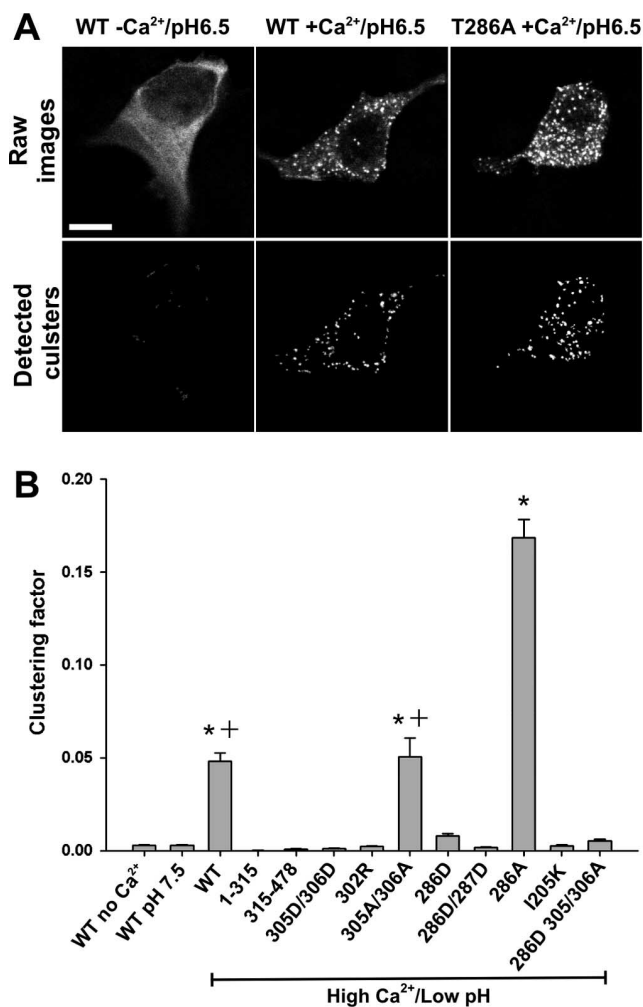 A
WT -Ca²⁺/pH6.5
WT +Ca²⁺/pH6.5
T286A +Ca²⁺/pH6.5
Raw
images
Detected
culsters
B
Clustering factor
0.20
0.15
0.10
0.05
0.00
* +
* +
*
WT no Ca²⁺
WT pH 7.5
WT
1-315
315-478
305D/306D
302R
305A/306A
286D
286D/287D
286A
I205K
286D 305/306A
High Ca²⁺/Low pH